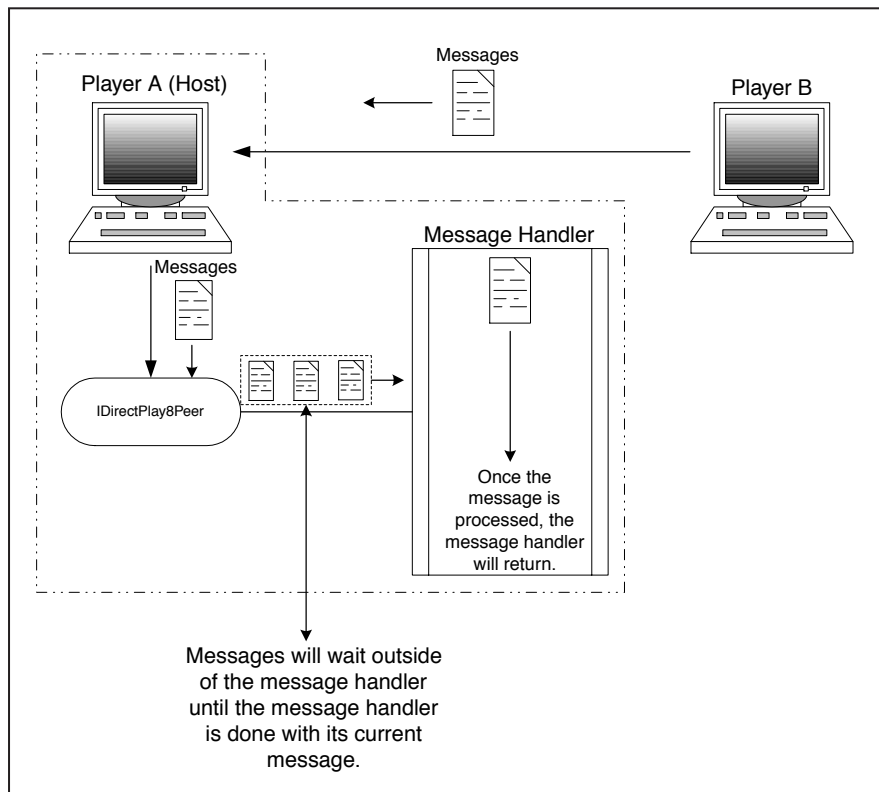 Messages
Player A (Host)
Player B
Message Handler
Messages
IDirectPlay8Peer
Once the
message is
processed, the
message handler
will return.
Messages will wait outside
of the message handler
until the message handler
is done with its current
message.